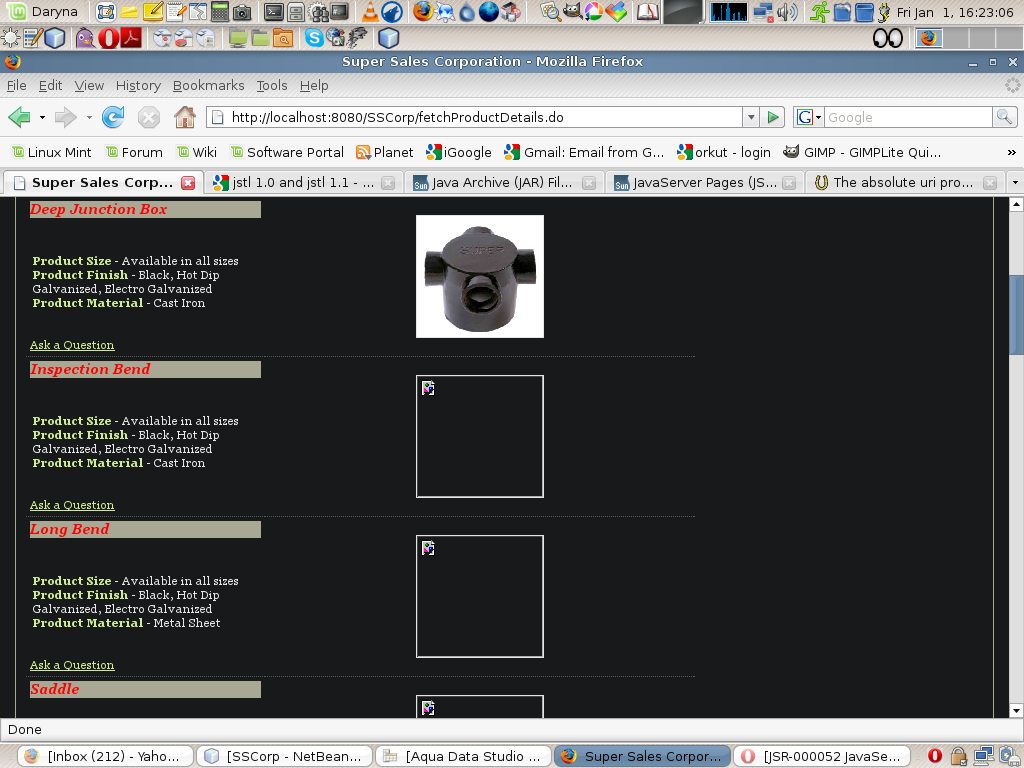 Daryna
Fri Jan 1, 16:23:06
Super Sales Corporation - Mozilla Firefox
File Edit View History Bookmarks Tools Help
http://localhost:8080/SSCorp/fetchProductDetails.do
G Google
Linux Mint Forum Wiki Software Portal Planet iGoogle Gmail: Email from G... orkut - login GIMP - GIMPLite Qui... »
Super Sales Corp... jstl 1.0 and jstl 1.1 - ... Java Archive (JAR) Fil... JavaServer Pages (JS... The absolute uri pro...
Deep Junction Box
Product Size - Available in all sizes
Product Finish - Black, Hot Dip
Galvanized, Electro Galvanized
Product Material - Cast Iron
Ask a Question
Inspection Bend
Product Size - Available in all sizes
Product Finish - Black, Hot Dip
Galvanized, Electro Galvanized
Product Material - Cast Iron
Ask a Question
Long Bend
Product Size - Available in all sizes
Product Finish - Black, Hot Dip
Galvanized, Electro Galvanized
Product Material - Metal Sheet
Ask a Question
Saddle
Done
[Inbox (212) - Yaho... [SSCorp - NetBean... [Aqua Data Studio ... Super Sales Corpor... [JSR-000052 JavaSe...